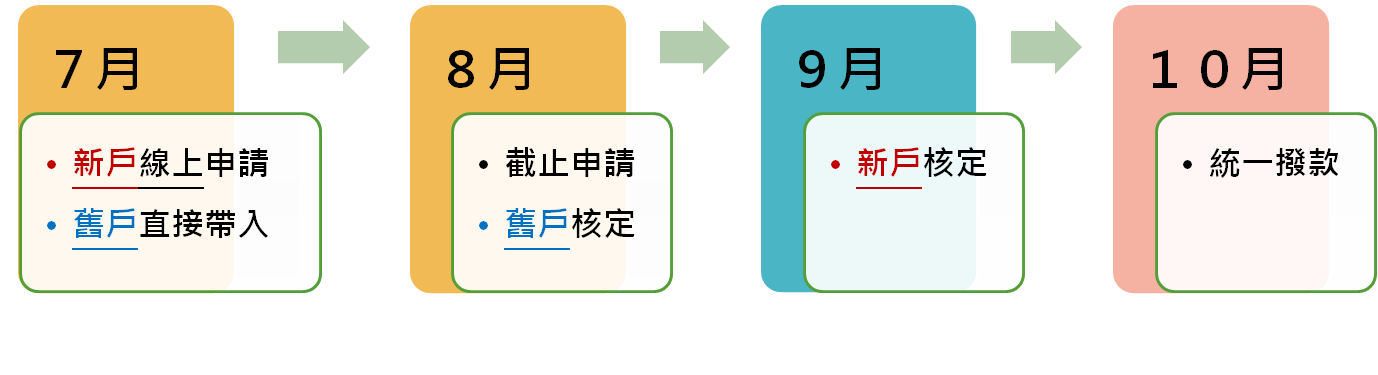 ７月
• 新戶線上申請
• 舊戶直接帶入
８月
• 截止申請
• 舊戶核定
９月
• 新戶核定
１０月
• 統一撥款